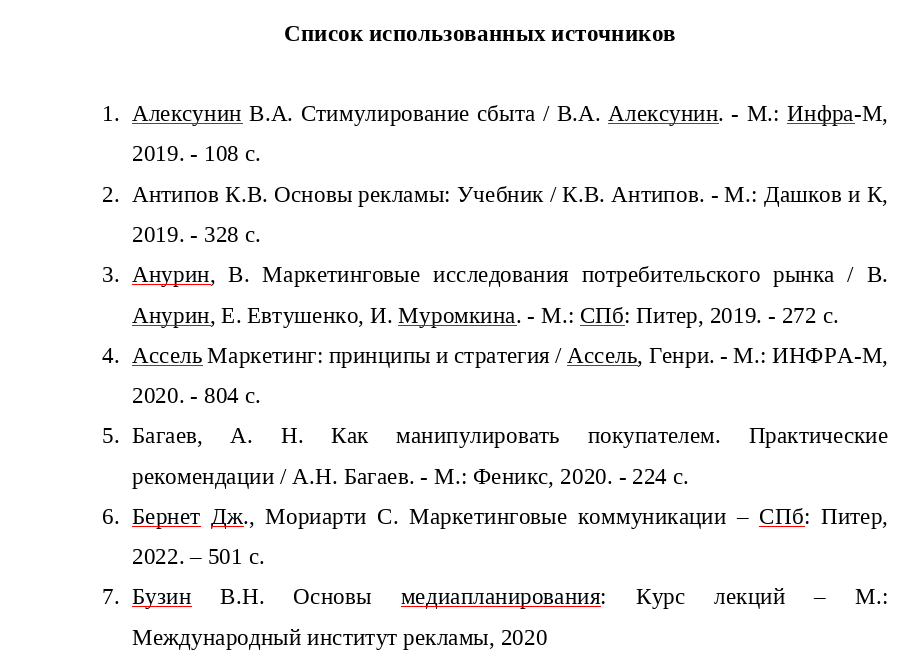 Список использованных источников
1. Алексунин В.А. Стимулирование сбыта / В.А. Алексунин. - М.: Инфра-М,
2019. - 108 с.
2. Антипов К.В. Основы рекламы: Учебник / К.В. Антипов. - М.: Дашков и К,
2019. - 328 с.
3. Анурин, В. Маркетинговые исследования потребительского рынка / В.
Анурин, Е. Евтушенко, И. Муромкина. - М.: СПб: Питер, 2019. - 272 с.
4. Ассель Маркетинг: принципы и стратегия / Ассель, Генри. - М.: ИНФРА-М,
2020. - 804 с.
5. Багаев, А. Н. Как манипулировать покупателем. Практические
рекомендации / А.Н. Багаев. - М.: Феникс, 2020. - 224 с.
6. Бернет Дж., Мориарти С. Маркетинговые коммуникации – СПб: Питер,
2022. – 501 с.
7. Бузин В.Н. Основы медиапланирования: Курс лекций – М.:
Международный институт рекламы, 2020